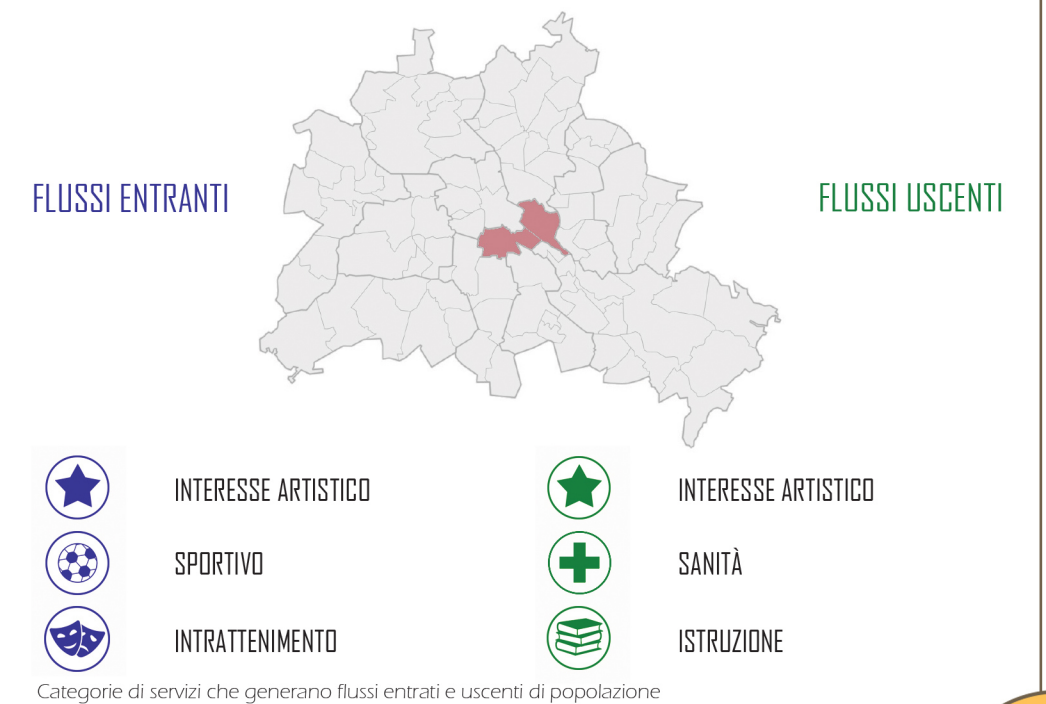 FLUSSI ENTRANTI
FLUSSI USCENTI
INTERESSE ARTISTICO
SPORTIVO
INTRATTENIMENTO
INTERESSE ARTISTICO
SANITÀ
ISTRUZIONE
Categorie di servizi che generano flussi entrati e uscenti di popolazione